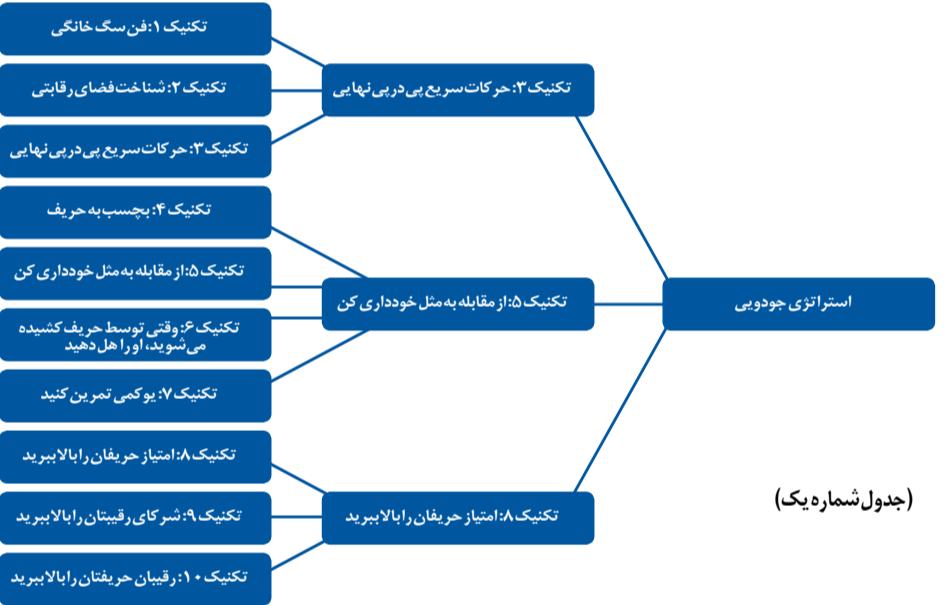 استراتژی جودویی
تکنیک ۳: حرکات سریع پی در پی نهایی
تکنیک ۱: فن سگ خانگی
تکنیک ۲: شناخت فضای رقابتی
تکنیک ۳: حرکات سریع پی در پی نهایی
تکنیک ۵: از مقابله به مثل خودداری کن
تکنیک ۴: بچسب به حریف
تکنیک ۵: از مقابله به مثل خودداری کن
تکنیک ۶: وقتی توسط حریف کشیده
می‌شوید، او را هل دهید
تکنیک ۷: یوکمی تمرین کنید
تکنیک ۸: امتیاز حریفان را بالا ببرید
تکنیک ۸: امتیاز حریفان را بالا ببرید
تکنیک ۹: شرکای رقیبتان را بالا ببرید
تکنیک ۱۰: رقیبان حریفتان را بالا ببرید
(جدول شماره یک)